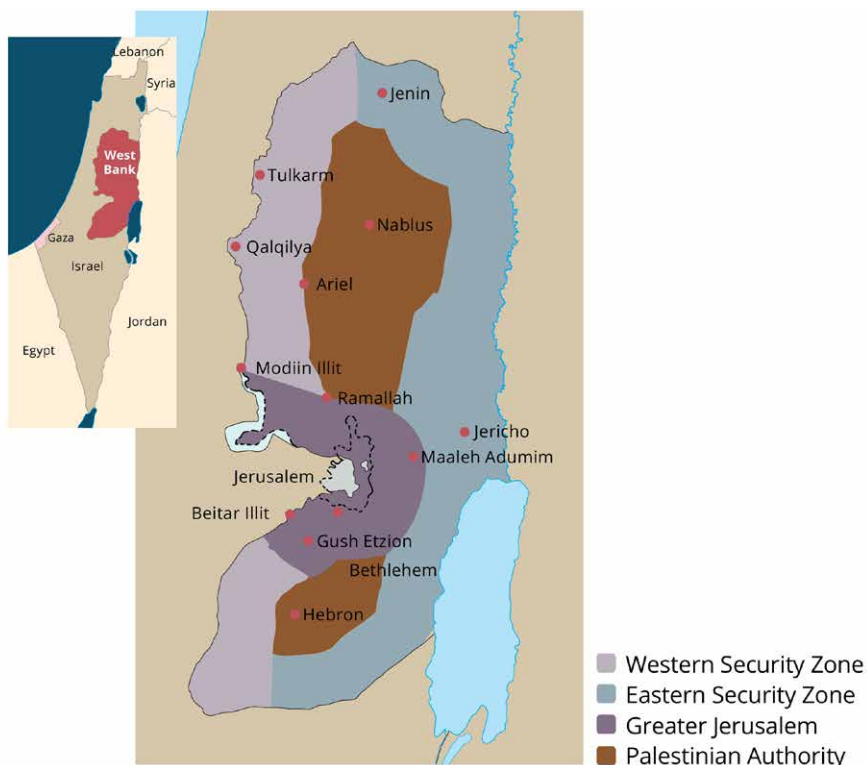 Lebanon
Syria
West
Bank
Gaza
Israel
Jordan
Egypt
Jenin
Tulkarm
Nablus
Qalqilya
Ariel
Modiin Illit
Ramallah
Jericho
Maaleh Adumim
Jerusalem
Beitar Illit
Gush Etzion
Bethlehem
Hebron
Western Security Zone
Eastern Security Zone
Greater Jerusalem
Palestinian Authority